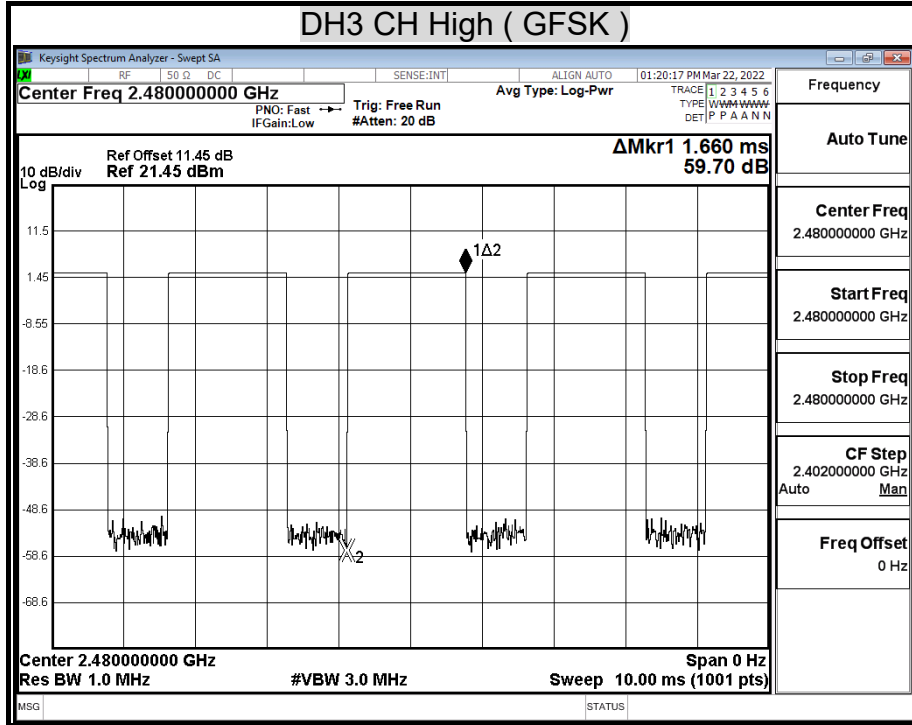 DH3 CH High ( GFSK )
Keysight Spectrum Analyzer - Swept SA
LXI RF 50 Ω DC SENSE:INT ALIGN AUTO 01:20:17 PM Mar 22, 2022
Center Freq 2.480000000 GHz
PNO: Fast
IFGain:Low
Trig: Free Run
#Atten: 20 dB
Avg Type: Log-Pwr
TRACE 1 2 3 4 5 6
TYPE WWMWWWW
DET P P A A N N
Frequency
Auto Tune
Center Freq
2.480000000 GHz
Start Freq
2.480000000 GHz
Stop Freq
2.480000000 GHz
CF Step
2.402000000 GHz
Auto Man
Freq Offset
0 Hz
ΔMkr1 1.660 ms
59.70 dB
Ref Offset 11.45 dB
10 dB/div Ref 21.45 dBm
Log
11.5
1.45
-8.55
-18.6
-28.6
-38.6
-48.6
-58.6
-68.6
1Δ2
2
Center 2.480000000 GHz Span 0 Hz
Res BW 1.0 MHz #VBW 3.0 MHz Sweep 10.00 ms (1001 pts)
MSG STATUS